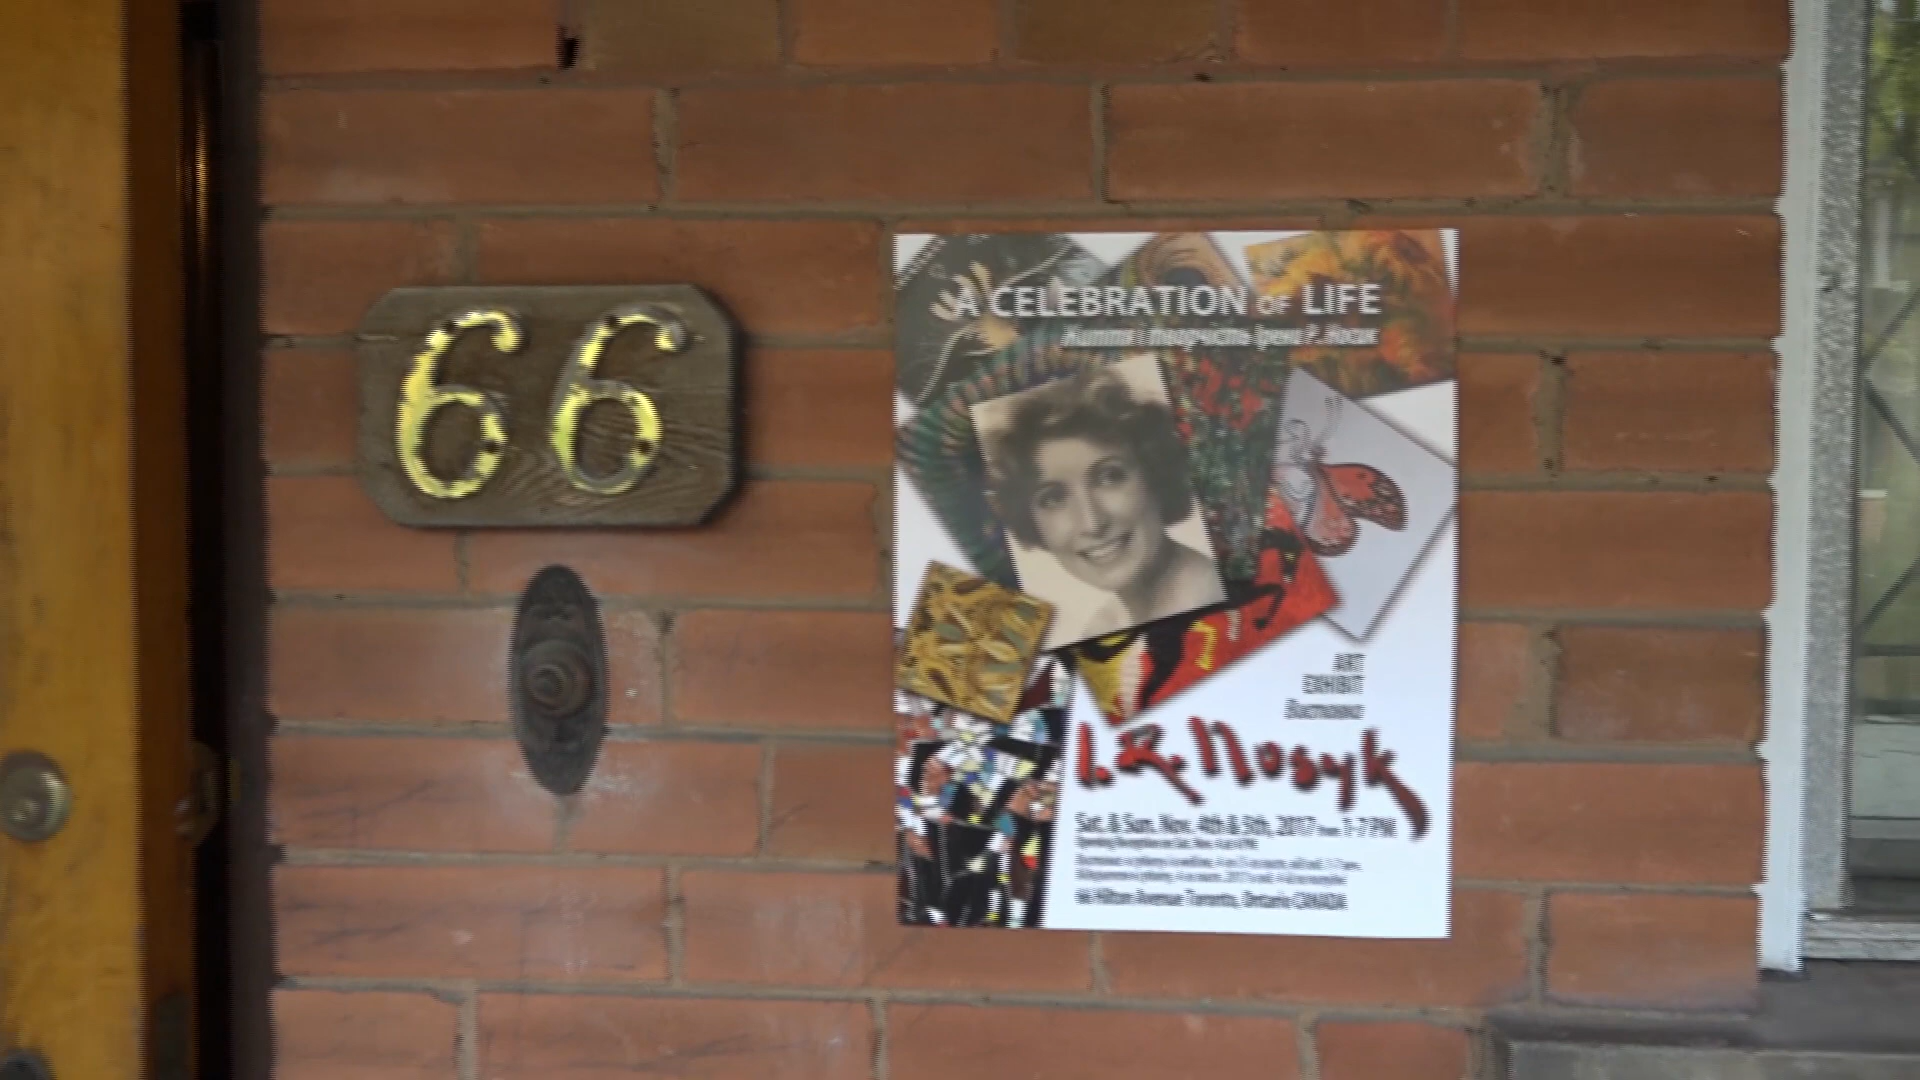 66
A CELEBRATION OF LIFE
Життя і творчість Ірени Р. Носик
ART
EXHIBIT
Виставка
I.R. Nosyk
Sat. & Sun. Nov. 4th & 5th, 2017 from 1-7 PM
66 Hilton Avenue Toronto, Ontario CANADA